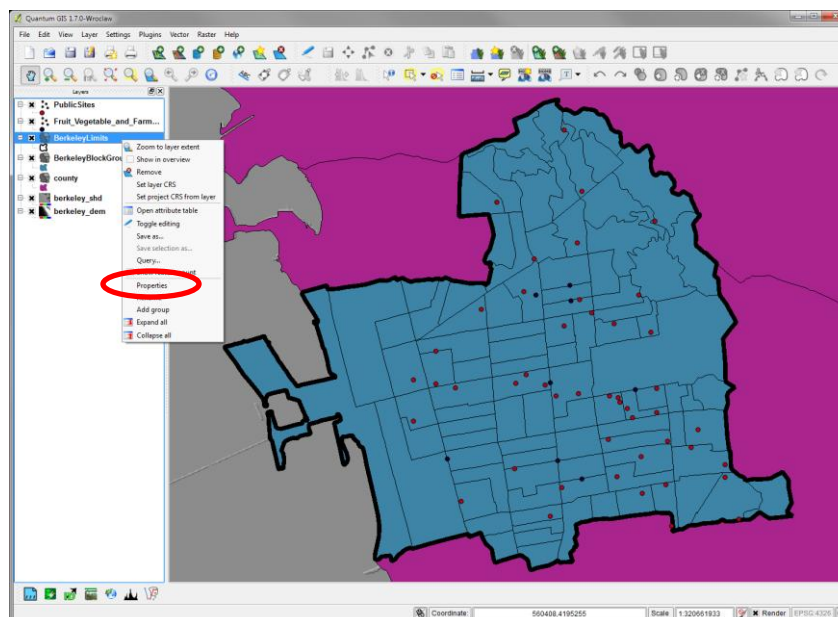 Quantum GIS 1.7.0-Wroclaw
File Edit View Layer Settings Plugins Vector Raster Help
Layers
PublicSites
Fruit_Vegetable_and_Farm...
BerkeleyLimits
BerkeleyBlockGrou
county
berkeley_shd
berkeley_dem
Zoom to layer extent
Show in overview
Remove
Set layer CRS
Set project CRS from layer
Open attribute table
Toggle editing
Save as...
Save selection as...
Query...
Properties
Add group
Expand all
Collapse all
Coordinate: 560408,4195255 Scale 1:320661933 Render EPSG:4326